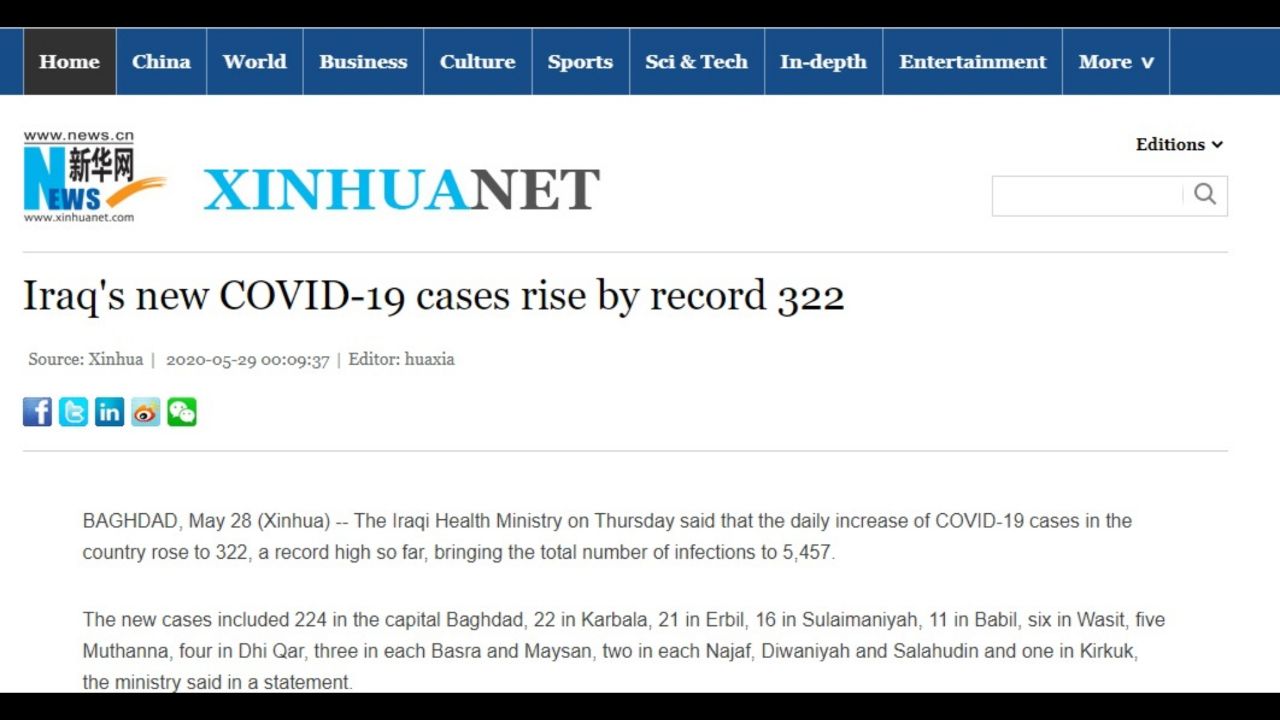 Home China World Business Culture Sports Sci & Tech In-depth Entertainment More
www.news.cn
新华网
NEWS
www.xinhuanet.com
XINHUANET
Editions
Iraq's new COVID-19 cases rise by record 322
Source: Xinhua | 2020-05-29 00:09:37 | Editor: huaxia
f t in
BAGHDAD, May 28 (Xinhua) -- The Iraqi Health Ministry on Thursday said that the daily increase of COVID-19 cases in the
country rose to 322, a record high so far, bringing the total number of infections to 5,457.
The new cases included 224 in the capital Baghdad, 22 in Karbala, 21 in Erbil, 16 in Sulaimaniyah, 11 in Babil, six in Wasit, five
Muthanna, four in Dhi Qar, three in each Basra and Maysan, two in each Najaf, Diwaniyah and Salahudin and one in Kirkuk,
the ministry said in a statement.